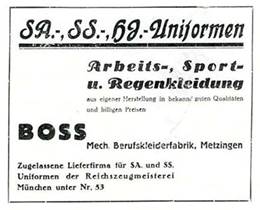 SA.-, SS.-, HJ.-Uniformen
Arbeits-, Sport-
u. Regenkleidung
aus eigener Herstellung in bekannt guten Qualitäten
und billigen Preisen
BOSS
Mech. Berufskleiderfabrik, Metzingen
Zugelassene Lieferfirma für SA. und SS.
Uniformen der Reichszeugmeisterei
München unter Nr. 53